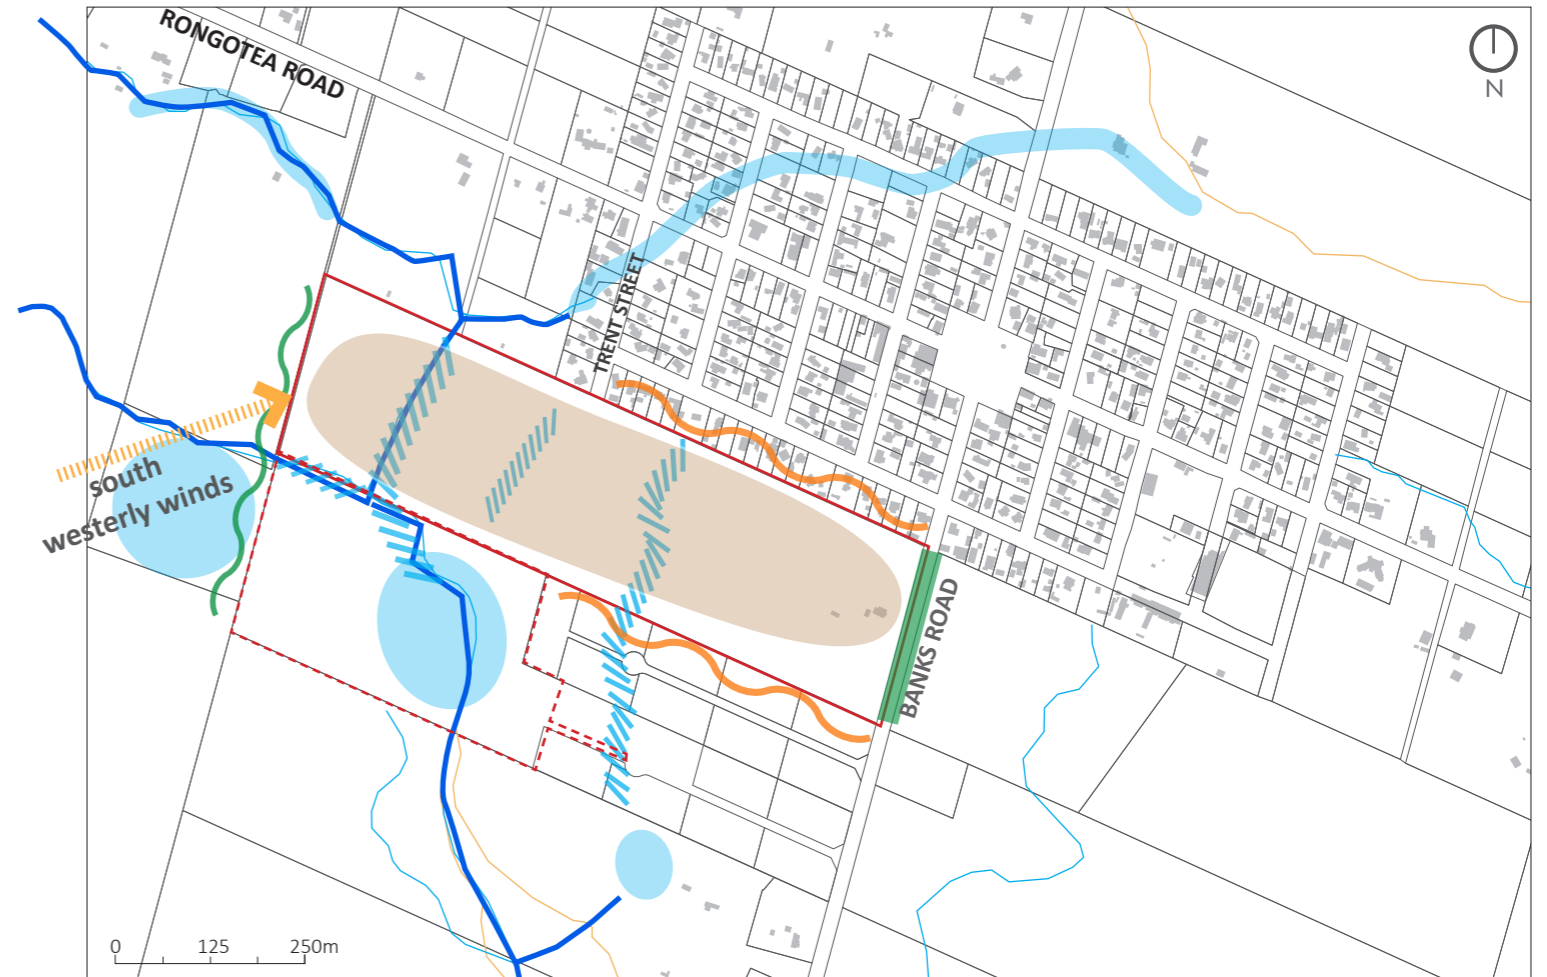 RONGOTEA ROAD
N
TRENT STREET
south
westerly winds
BANKS ROAD
0 125 250m